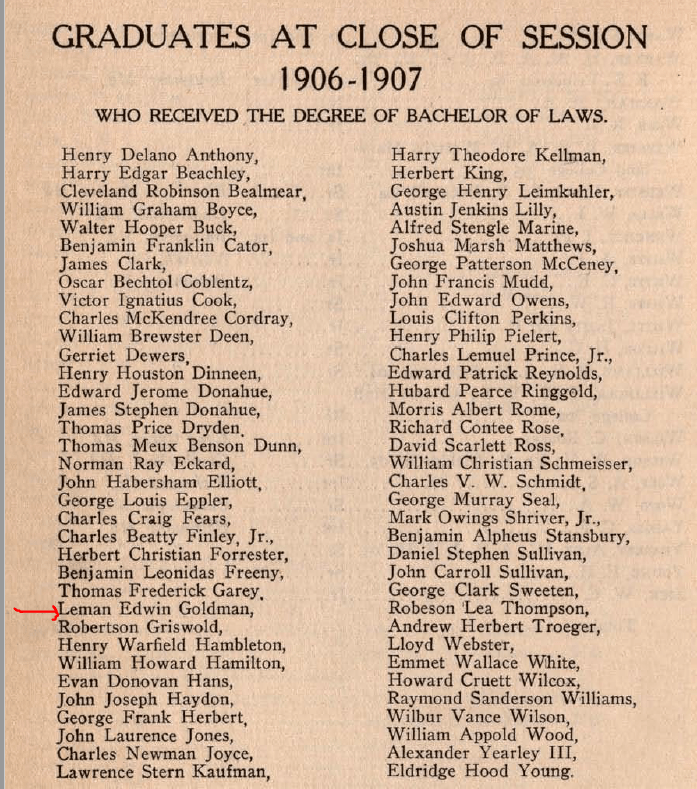 GRADUATES AT CLOSE OF SESSION
1906-1907
WHO RECEIVED THE DEGREE OF BACHELOR OF LAWS.
Henry Delano Anthony,
Harry Edgar Beachley,
Cleveland Robinson Bealmear,
William Graham Boyce,
Walter Hooper Buck,
Benjamin Franklin Cator,
James Clark,
Oscar Bechtol Coblentz,
Victor Ignatius Cook,
Charles McKendree Cordray,
William Brewster Deen,
Gerriet Dewers,
Henry Houston Dinneen,
Edward Jerome Donahue,
James Stephen Donahue,
Thomas Price Dryden,
Thomas Meux Benson Dunn,
Norman Ray Eckard,
John Habersham Elliott,
George Louis Eppler,
Charles Craig Fears,
Charles Beatty Finley, Jr.,
Herbert Christian Forrester,
Benjamin Leonidas Freeny,
Thomas Frederick Garey,
Leman Edwin Goldman,
Robertson Griswold,
Henry Warfield Hambleton,
William Howard Hamilton,
Evan Donovan Hans,
John Joseph Haydon,
George Frank Herbert,
John Laurence Jones,
Charles Newman Joyce,
Lawrence Stern Kaufman,
Harry Theodore Kellman,
Herbert King,
George Henry Leimkuhler,
Austin Jenkins Lilly,
Alfred Stengle Marine,
Joshua Marsh Matthews,
George Patterson McCeney,
John Francis Mudd,
John Edward Owens,
Louis Clifton Perkins,
Henry Philip Pielert,
Charles Lemuel Prince, Jr.,
Edward Patrick Reynolds,
Hubard Pearce Ringgold,
Morris Albert Rome,
Richard Contee Rose,
David Scarlett Ross,
William Christian Schmeisser,
Charles V. W. Schmidt,
George Murray Seal,
Mark Owings Shriver, Jr.,
Benjamin Alpheus Stansbury,
Daniel Stephen Sullivan,
John Carroll Sullivan,
George Clark Sweeten,
Robeson Lea Thompson,
Andrew Herbert Troeger,
Lloyd Webster,
Emmet Wallace White,
Howard Cruett Wilcox,
Raymond Sanderson Williams,
Wilbur Vance Wilson,
William Appold Wood,
Alexander Yearley III,
Eldridge Hood Young.